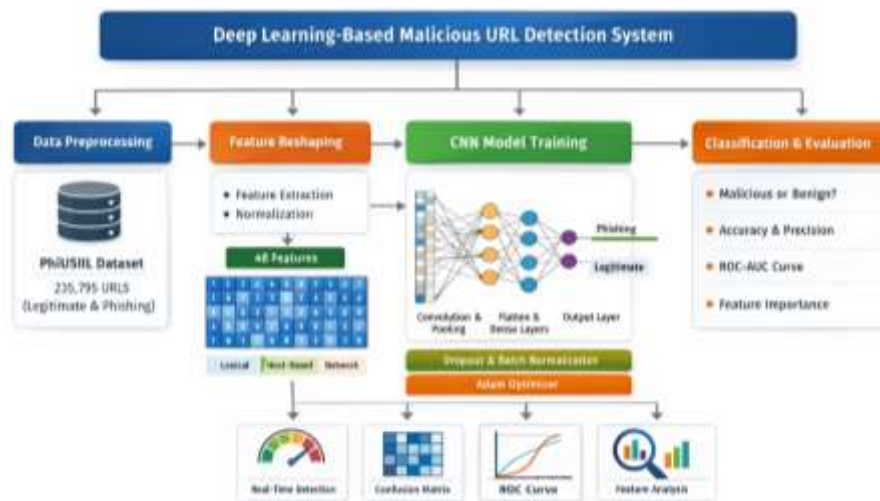 Deep Learning-Based Malicious URL Detection System
Data Preprocessing
Feature Reshaping
CNN Model Training
Classification & Evaluation
PhiUSIIL Dataset
235,795 URLS
(Legitimate & Phishing)
• Feature Extraction
• Normalization
48 Features
Lexical
Host-Based
Network
Phishing
Legitimate
Convolution &
Pooling
Flatten &
Dense Layers
Output Layer
Dropout & Batch Normalization
Adam Optimizer
• Malicious or Benign?
• Accuracy & Precision
• ROC-AUC Curve
• Feature Importance
Real-Time Detection
Confusion Matrix
ROC Curve
Feature Analysis